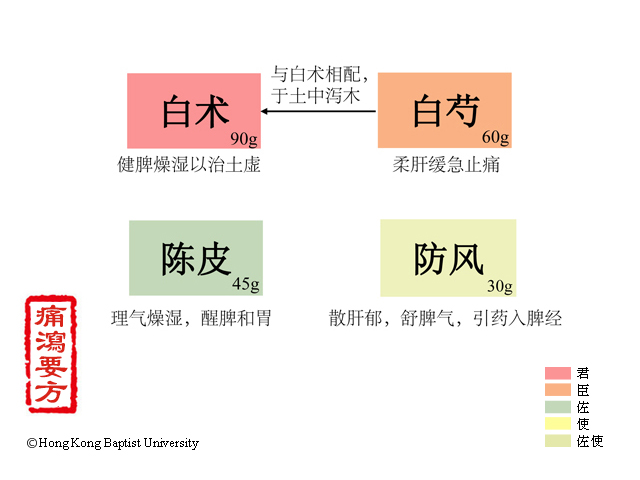 与白术相配，
于土中泻木
白术
90g
白芍
60g
健脾燥湿以治土虚
柔肝缓急止痛
陈皮
45g
防风
30g
理气燥湿，醒脾和胃
散肝郁，舒脾气，引药入脾经
痛瀉要方
君
臣
佐
使
佐使
©Hong Kong Baptist University